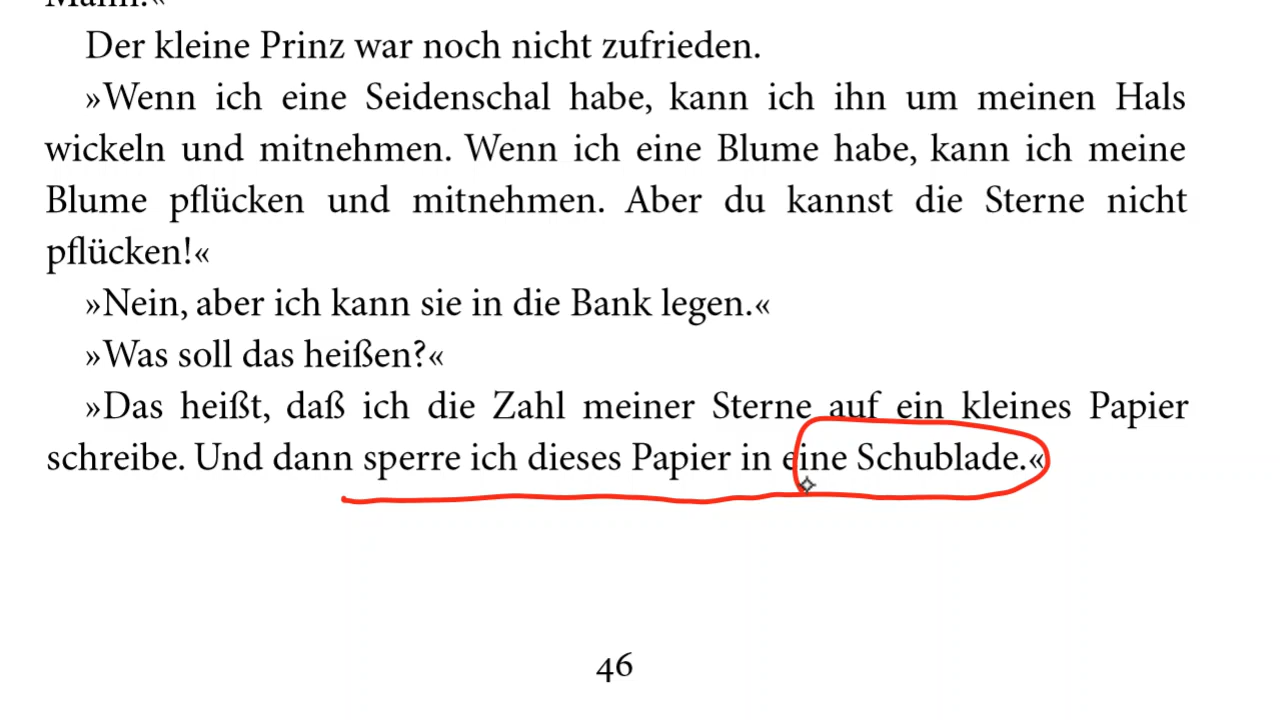 Mann.«
Der kleine Prinz war noch nicht zufrieden.
»Wenn ich eine Seidenschal habe, kann ich ihn um meinen Hals
wickeln und mitnehmen. Wenn ich eine Blume habe, kann ich meine
Blume pflücken und mitnehmen. Aber du kannst die Sterne nicht
pflücken!«
»Nein, aber ich kann sie in die Bank legen.«
»Was soll das heißen?«
»Das heißt, daß ich die Zahl meiner Sterne auf ein kleines Papier
schreibe. Und dann sperre ich dieses Papier in eine Schublade.«
46